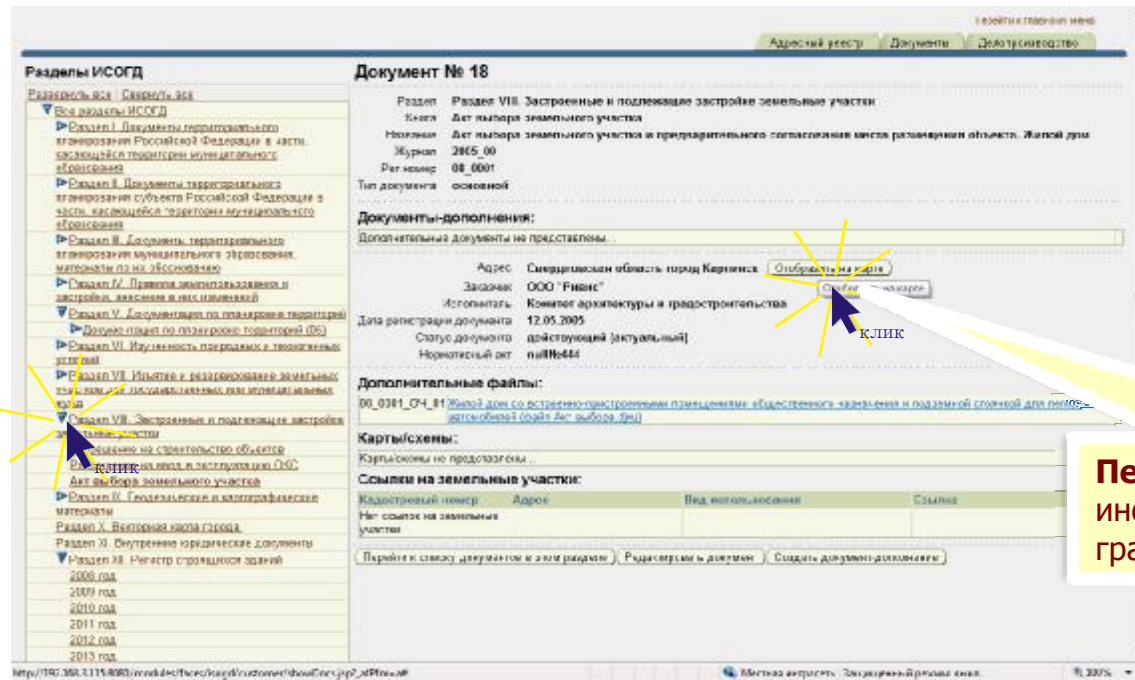 Перейти к главному меню
Адресный реестр Документы Делопроизводство
Разделы ИСОГД
Развернуть все | Свернуть все
Все разделы ИСОГД
Раздел I. Документы территориального
планирования Российской Федерации в части,
касающейся территории муниципального
образования
Раздел II. Документы территориального
планирования субъекта Российской Федерации в
части, касающейся территории муниципального
образования
Раздел III. Документы территориального
планирования муниципального образования,
материалы по их обоснованию
Раздел IV. Правила землепользования и
застройки, внесение в них изменений
Раздел V. Документация по планировке территорий
Документация по планировке территорий (05)
Раздел VI. Изученность природных и техногенных
условий
Раздел VII. Изъятие и резервирование земельных
участков для государственных или муниципальных
нужд
Раздел VIII. Застроенные и подлежащие застройке
земельные участки
клик
на строительство объектов
на ввод в эксплуатацию ОКС
Акт выбора земельного участка
Раздел IX. Геодезические и картографические
материалы
Раздел X. Векторная карта города
Раздел XI. Внутренние юридические документы
Раздел XII. Регистр строящихся зданий
2008 год
2009 год
2010 год
2011 год
2012 год
2013 год
Документ № 18
Раздел Раздел VIII. Застроенные и подлежащие застройке земельные участки
Книга Акт выбора земельного участка
Название Акт выбора земельного участка и предварительного согласования места размещения объекта. Жилой дом
Журнал 2005_00
Рег.номер 08_0001
Тип документа основной
Документы-дополнения:
Дополнительные документы не представлены...
Адрес Свердловская область город Карпинск Отобразить на карте
Заказчик ООО "Риекс"
Исполнитель Комитет архитектуры и градостроительства
Дата регистрации документа 12.05.2005
клик
Статус документа действующий [актуальный]
Нормативный акт null№444
Дополнительные файлы:
Жилой дом со встроенно-пристроенными помещениями общественного назначения и подземной стоянкой для
автомобилей (файл Акт выбора
Карты/схемы:
Карты/схемы не представлены...
Ссылки на земельные участки:
Кадастровый номер Адрес Вид использования Ссылка
Нет ссылок на земельные
участки
Перейти к списку документов в этом разделе Редактировать документ Создать документ-дополнение
Пе
ин
гра
Местная интрасеть | Защищенный режим: выкл.
100%